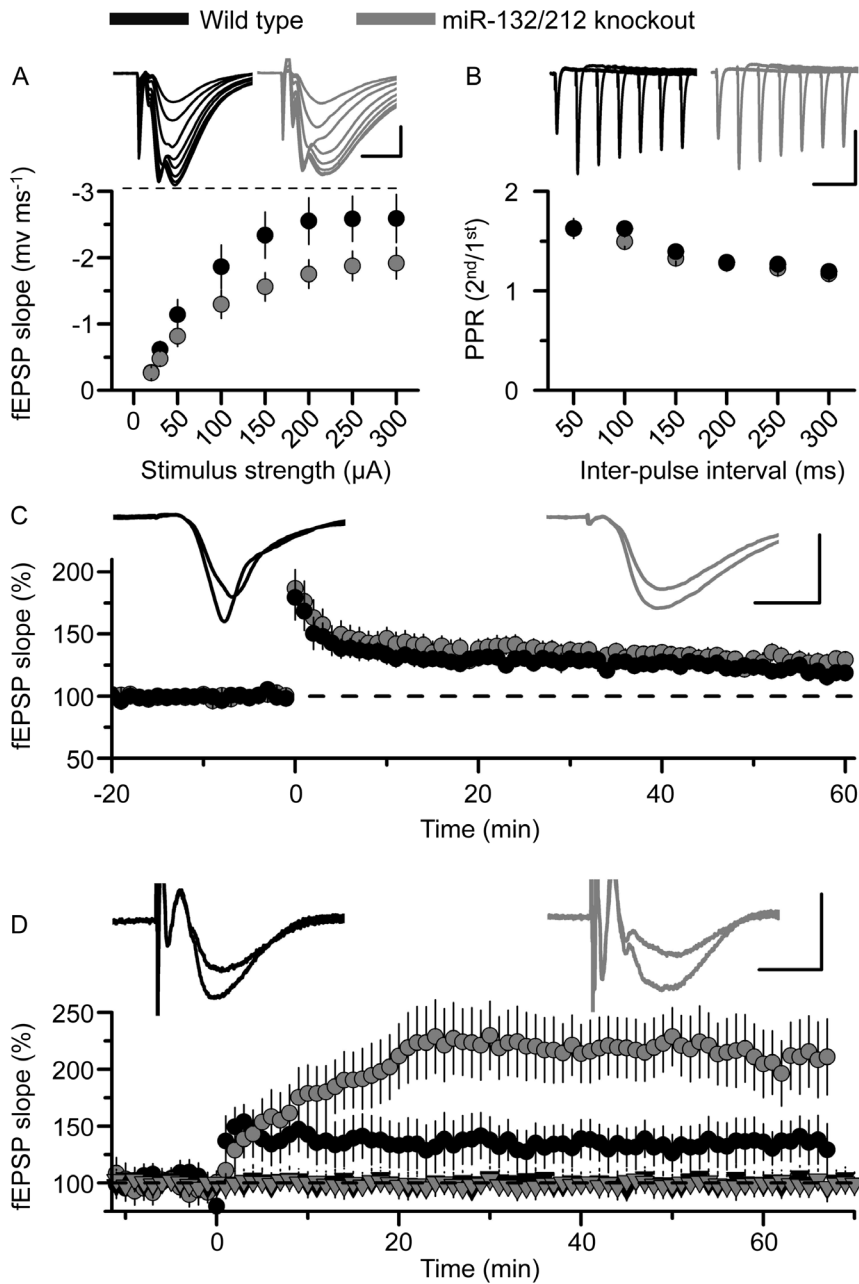 Wild type miR-132/212 knockout
A B
fEPSP slope (mv ms⁻¹)
-3
-2
-1
0
0 50 100 150 200 250 300
Stimulus strength (µA)
PPR (2ⁿᵈ/1ˢᵗ)
2
1
0
50 100 150 200 250 300
Inter-pulse interval (ms)
C
fEPSP slope (%)
200
150
100
50
-20 0 20 40 60
Time (min)
D
fEPSP slope (%)
250
200
150
100
0 20 40 60
Time (min)